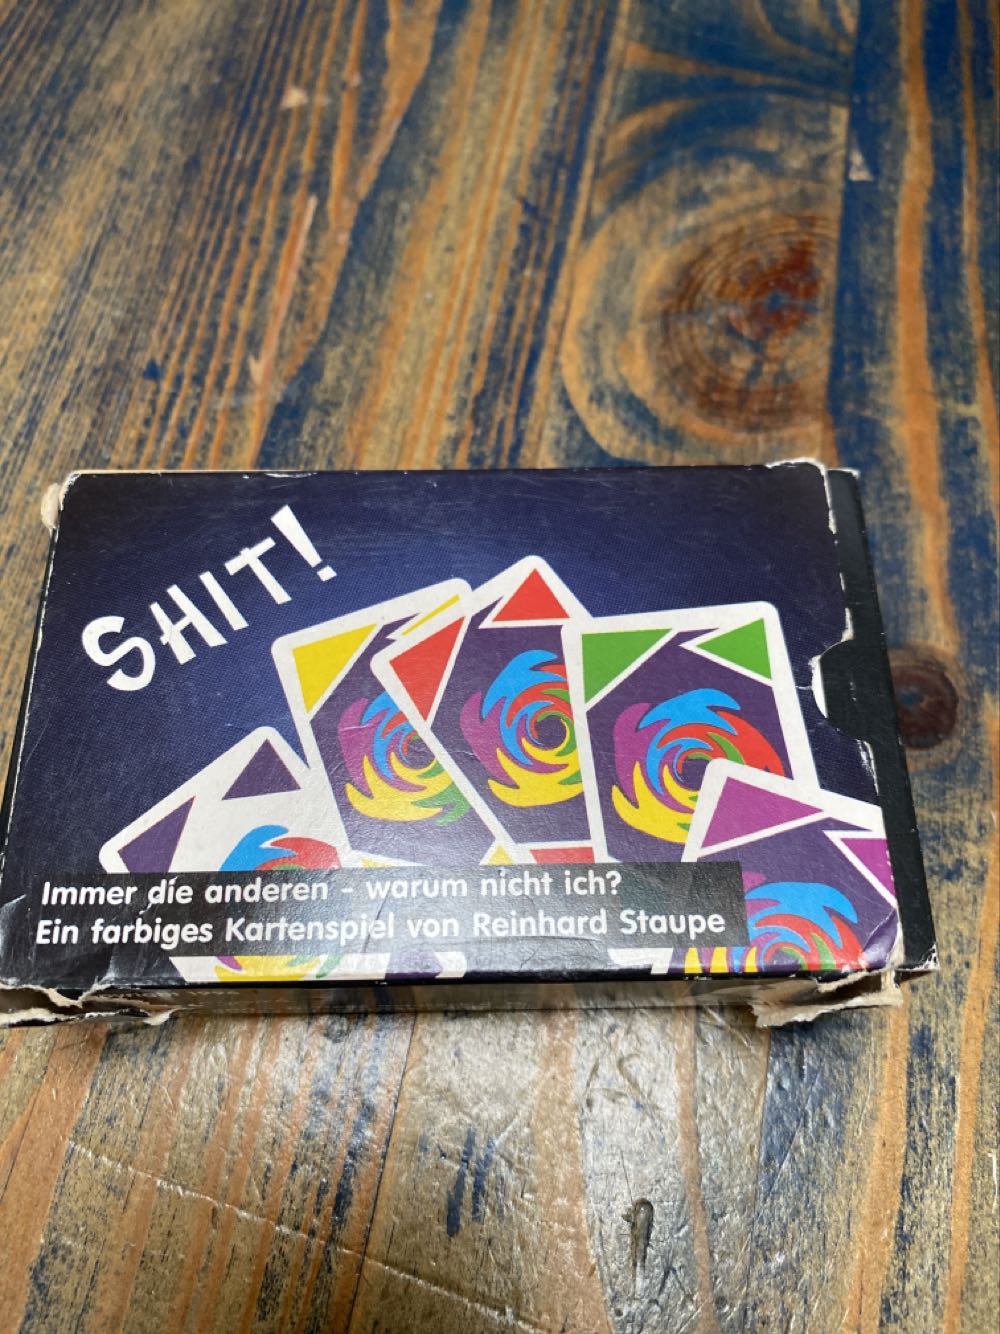 SHIT!
Immer die anderen - warum nicht ich?
Ein farbiges Kartenspiel von Reinhard Staupe